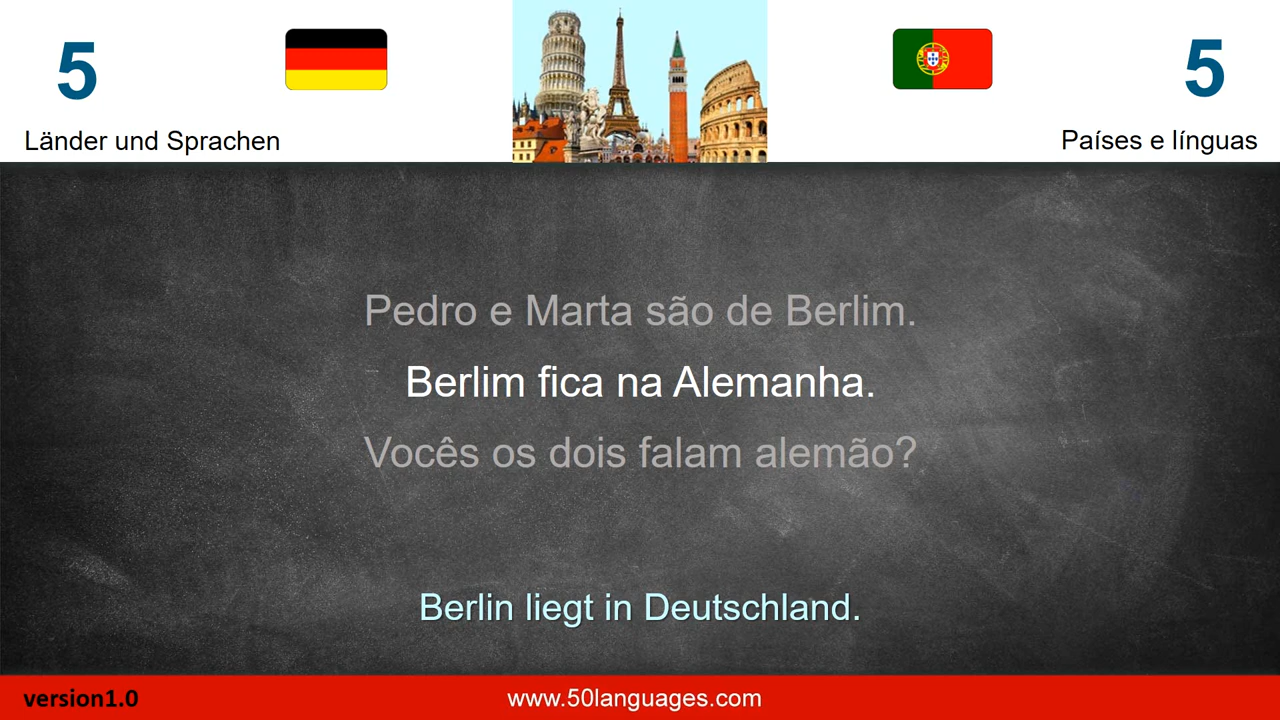 5
5
Länder und Sprachen
Países e línguas
Pedro e Marta são de Berlim.
Berlim fica na Alemanha.
Vocês os dois falam alemão?
Berlin liegt in Deutschland.
version1.0
www.50languages.com